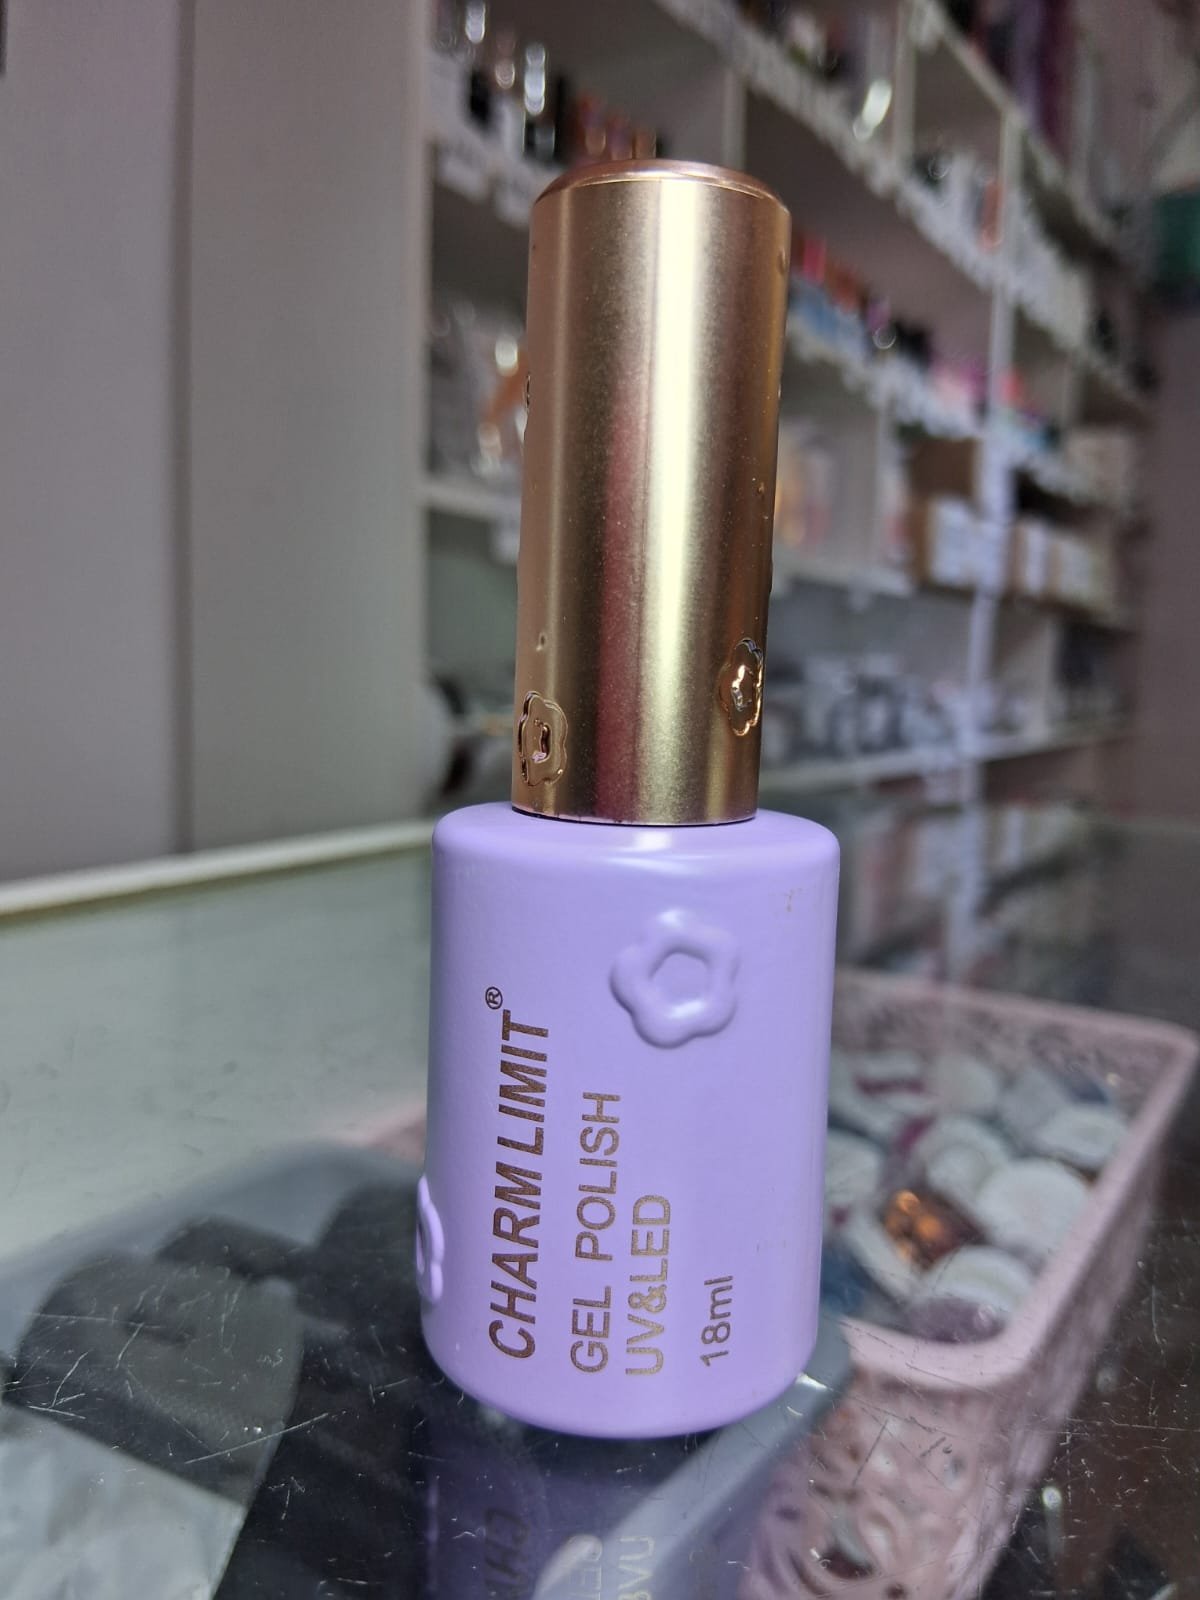 CHARM LIMIT®
GEL POLISH
UV&LED
18ml